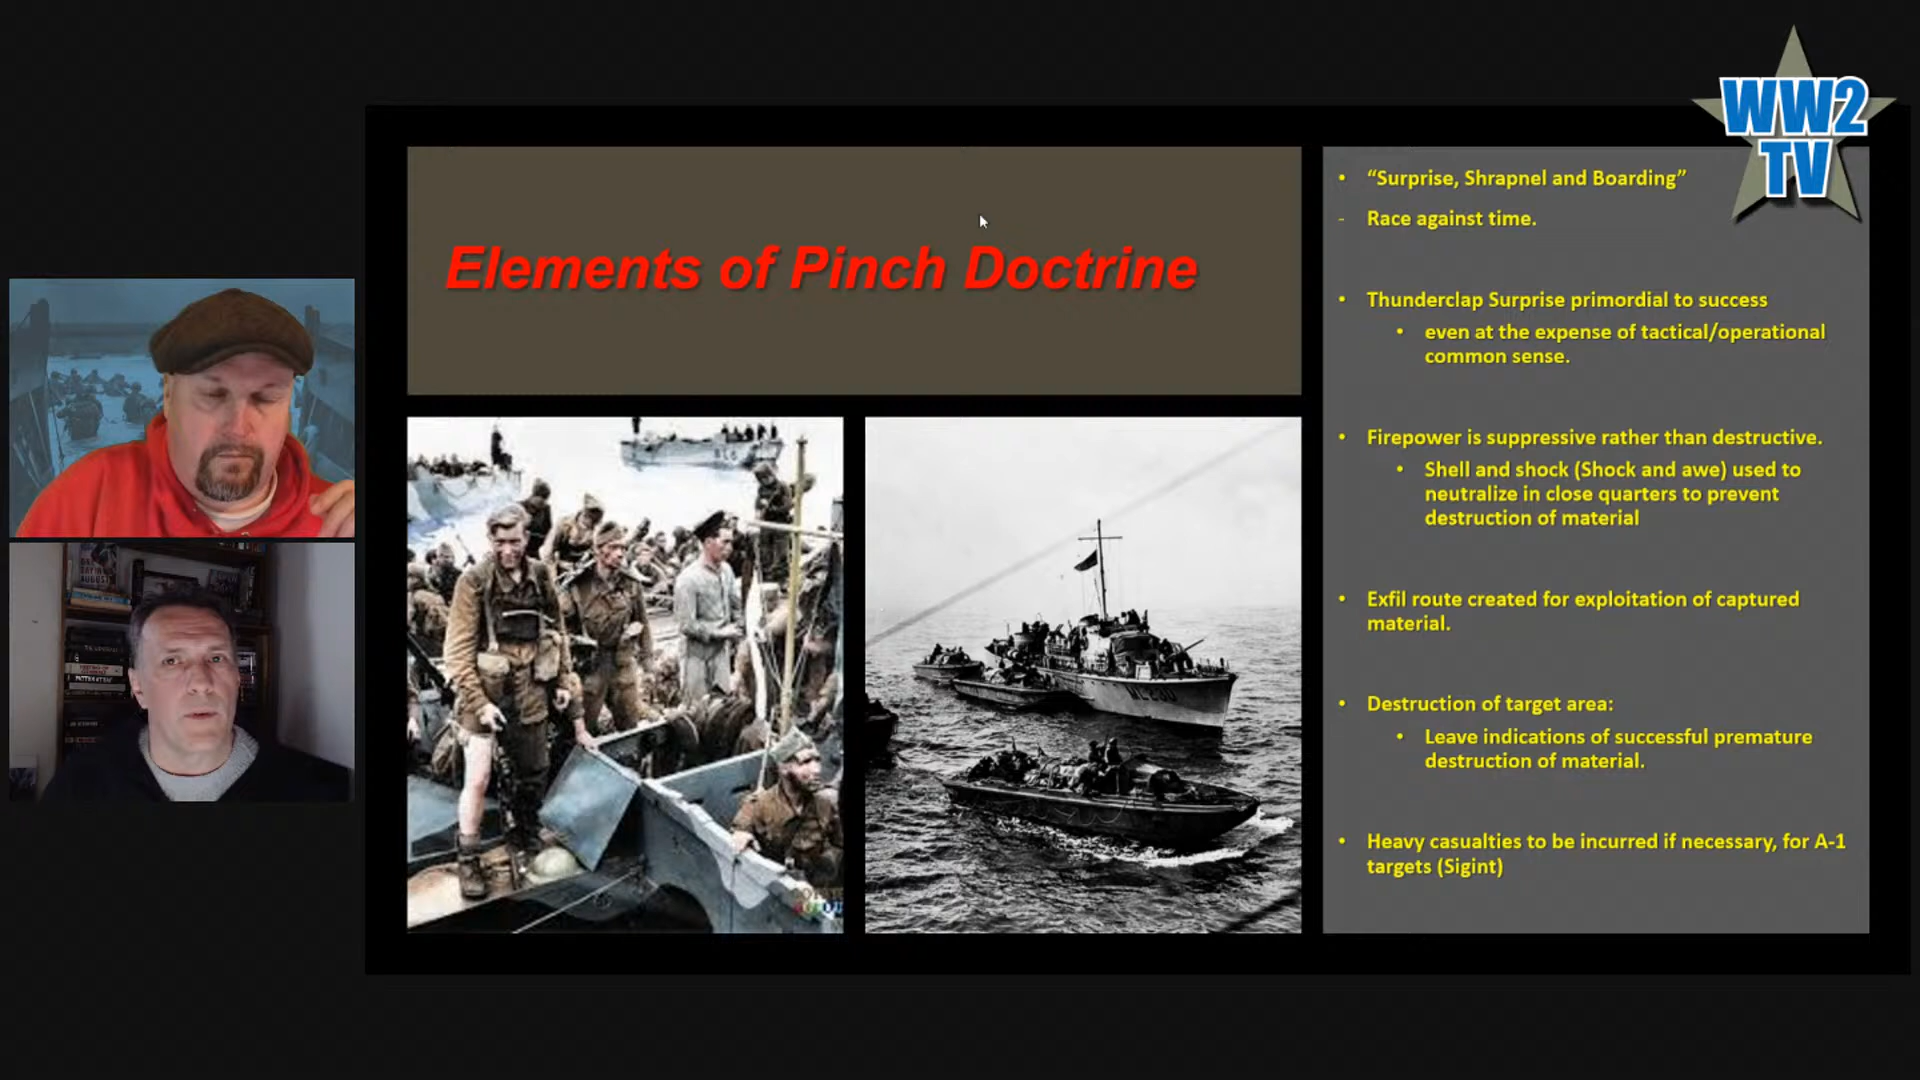 WW2
TV
Elements of Pinch Doctrine
• “Surprise, Shrapnel and Boarding”
- Race against time.
• Thunderclap Surprise primordial to success
• even at the expense of tactical/operational
common sense.
• Firepower is suppressive rather than destructive.
• Shell and shock (Shock and awe) used to
neutralize in close quarters to prevent
destruction of material
• Exfil route created for exploitation of captured
material.
• Destruction of target area:
• Leave indications of successful premature
destruction of material.
• Heavy casualties to be incurred if necessary, for A-1
targets (Sigint)